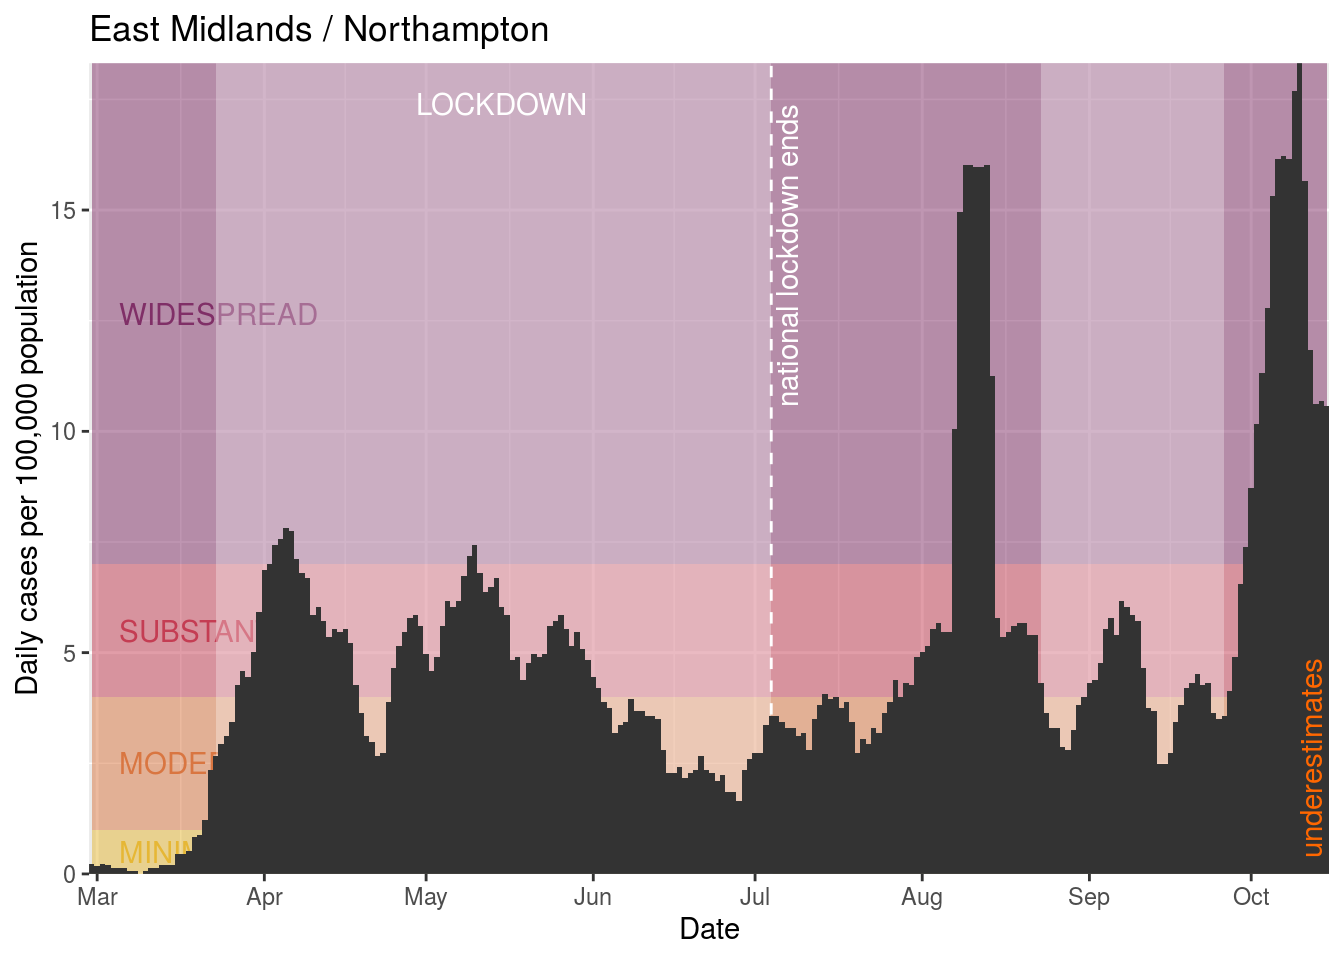 East Midlands / Northampton
LOCKDOWN
national lockdown ends
WIDESPREAD
SUBSTAN
MODE
MINI
underestimates
Daily cases per 100,000 population
15
10
5
0
Mar Apr May Jun Jul Aug Sep Oct
Date